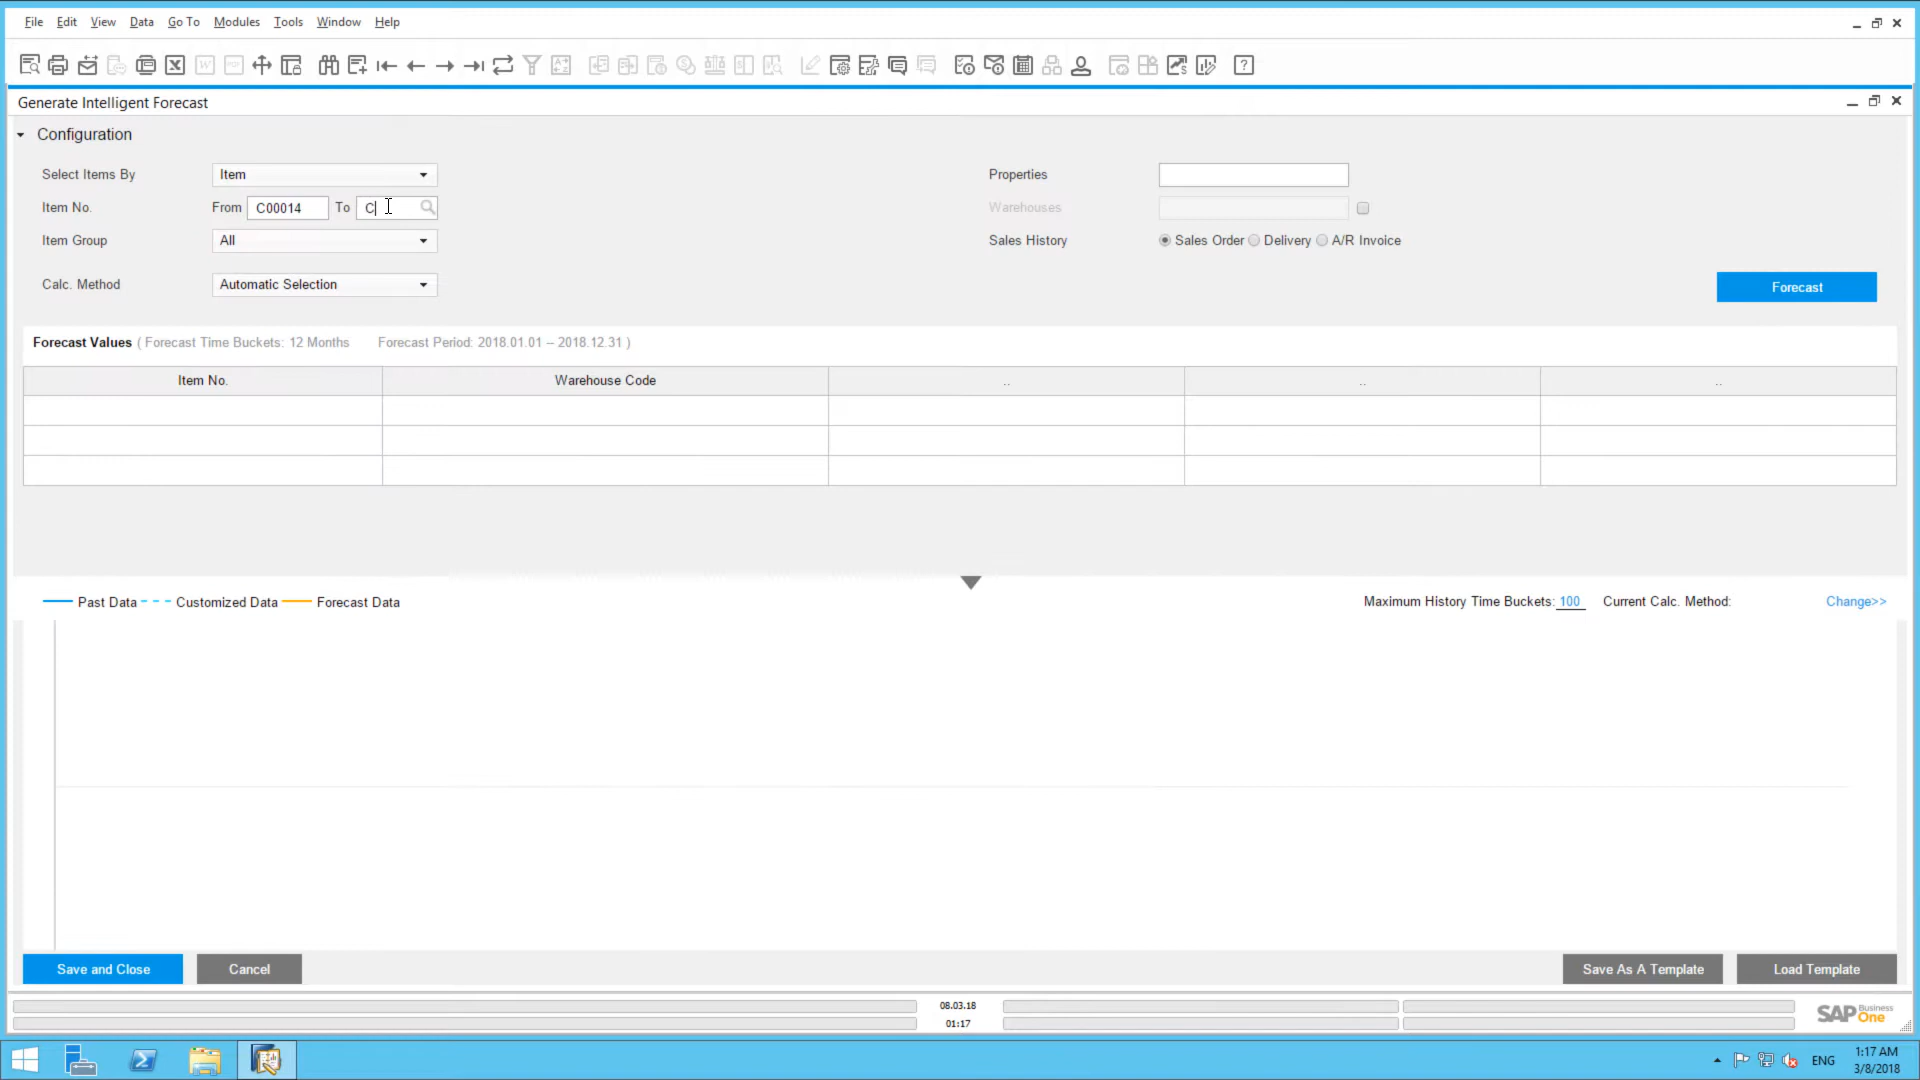 File Edit View Data Go To Modules Tools Window Help
Generate Intelligent Forecast
Configuration
Select Items By Item Properties
Item No. From C00014 To C Warehouses
Item Group All Sales History Sales Order Delivery A/R Invoice
Calc. Method Automatic Selection Forecast
Forecast Values ( Forecast Time Buckets: 12 Months Forecast Period: 2018.01.01 – 2018.12.31 )
Item No. Warehouse Code .. .. ..
Past Data Customized Data Forecast Data Maximum History Time Buckets: 100 Current Calc. Method: Change>>
Save and Close Cancel Save As A Template Load Template
08.03.18
01:17
SAP Business One
ENG 1:17 AM
3/8/2018